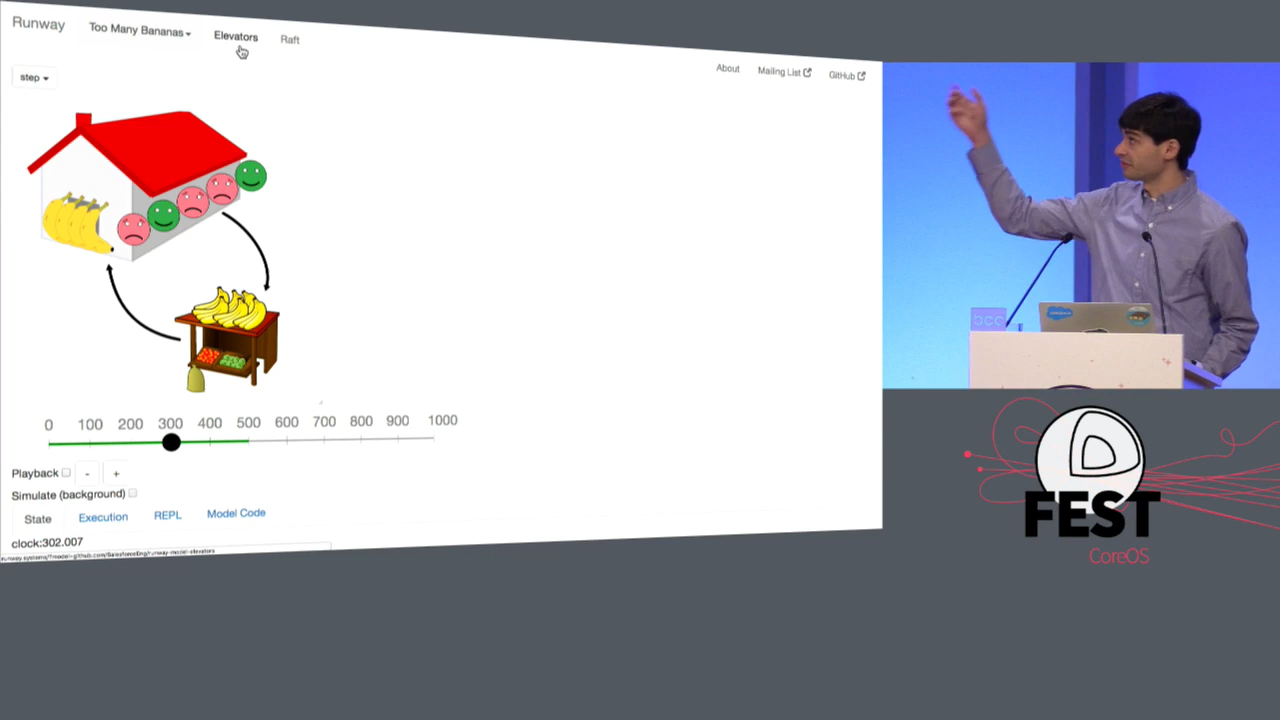 Runway
Too Many Bananas
Elevators
Raft
About
Mailing List
GitHub
step
0 100 200 300 400 500 600 700 800 900 1000
Playback
- +
Simulate (background)
State Execution REPL Model Code
clock:302.007
bcc
FEST
CoreOS